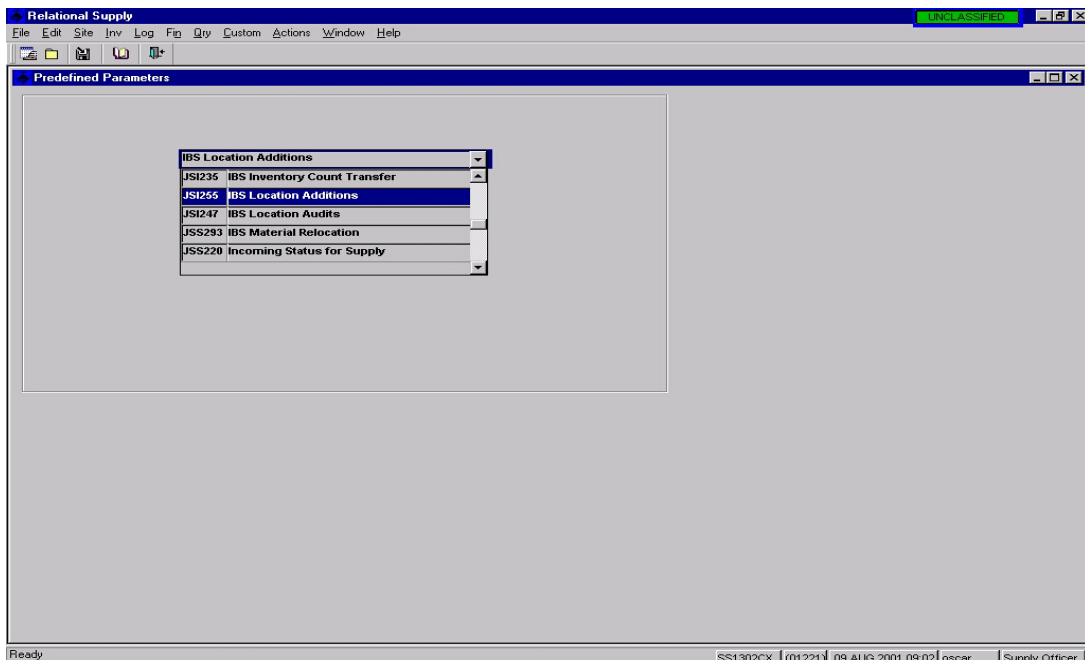 Relational Supply UNCLASSIFIED
File Edit Site Inv Log Fin Qry Custom Actions Window Help
Predefined Parameters
IBS Location Additions
JSI235 IBS Inventory Count Transfer
JSI255 IBS Location Additions
JSI247 IBS Location Audits
JSS293 IBS Material Relocation
JSS220 Incoming Status for Supply
Ready SS1302CX (01221) 09 AUG 2001 09:02 oscar Supply Officer